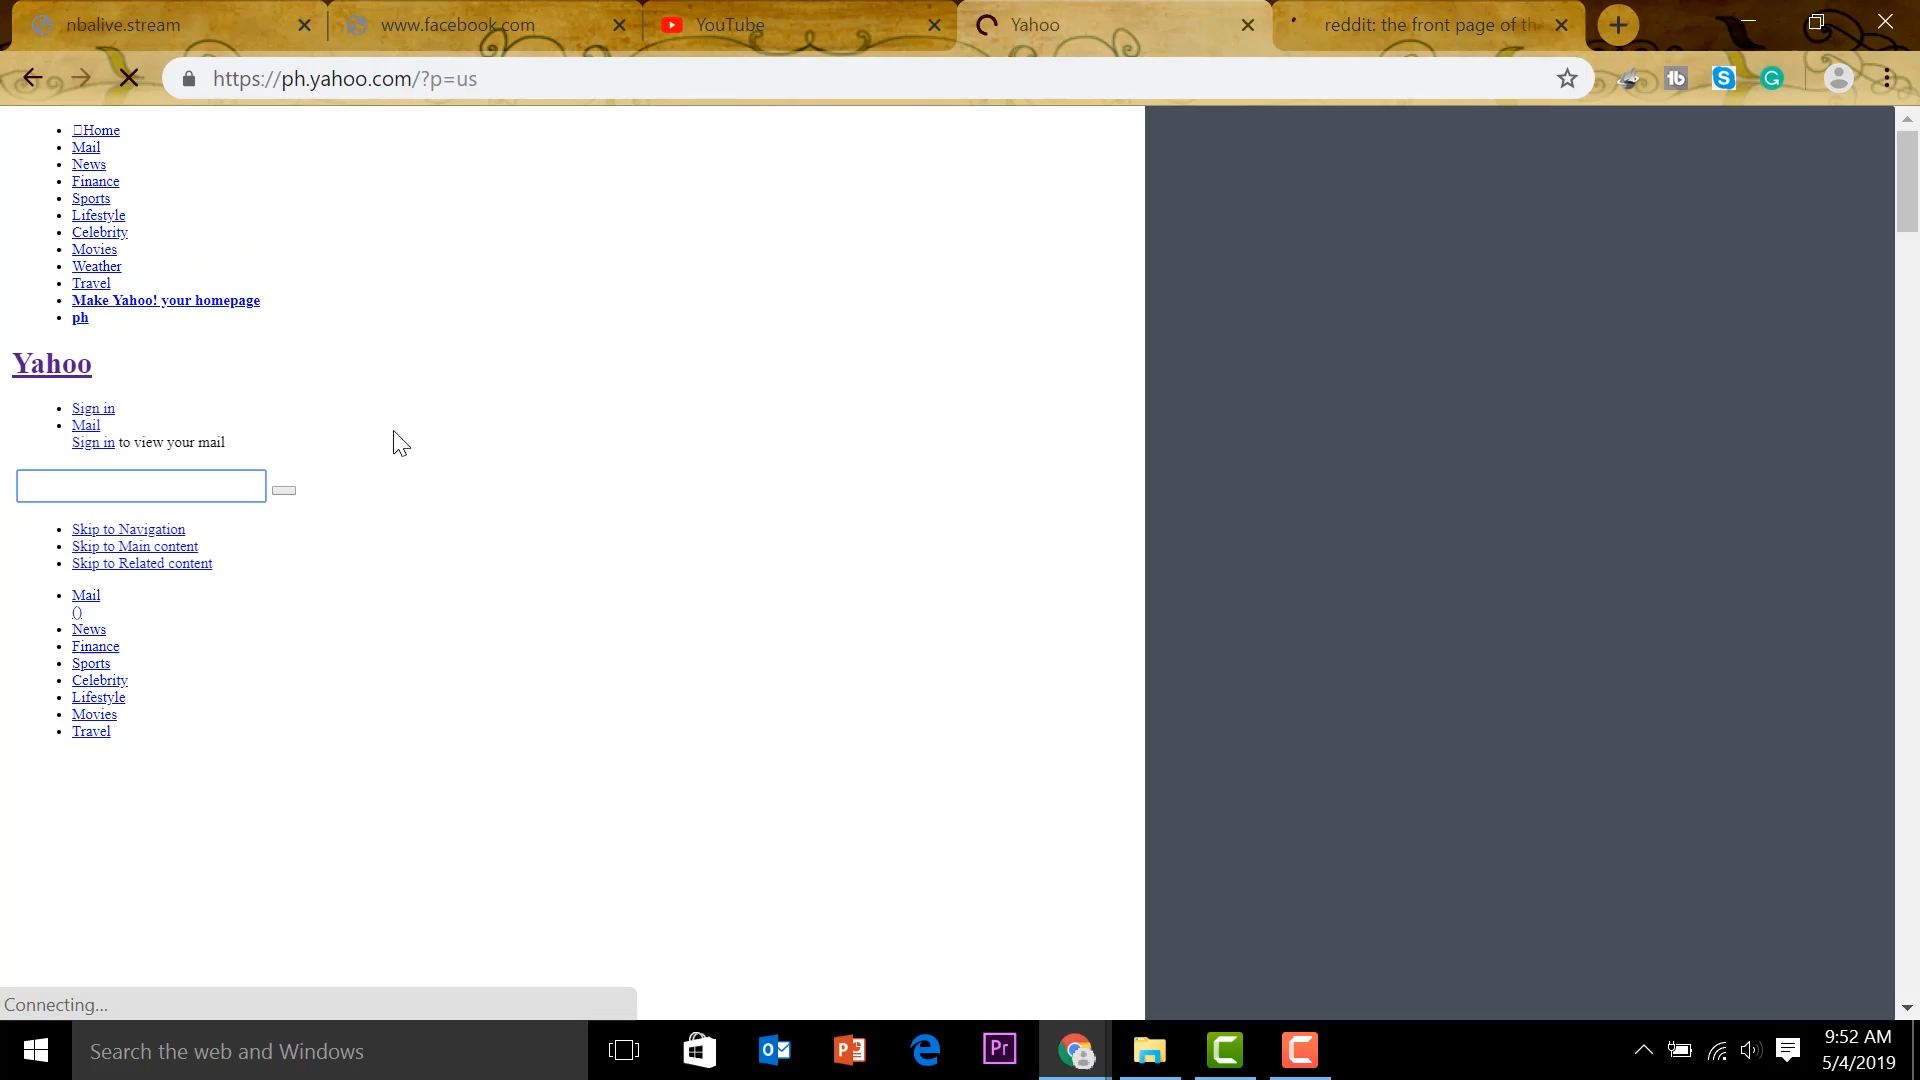 nbalive.stream
www.facebook.com
YouTube
Yahoo
reddit: the front page of th
https://ph.yahoo.com/?p=us
Home
Mail
News
Finance
Sports
Lifestyle
Celebrity
Movies
Weather
Travel
Make Yahoo! your homepage
ph
Yahoo
Sign in
Mail
Sign in to view your mail
Skip to Navigation
Skip to Main content
Skip to Related content
Mail
()
News
Finance
Sports
Celebrity
Lifestyle
Movies
Travel
Connecting...
Search the web and Windows
9:52 AM
5/4/2019